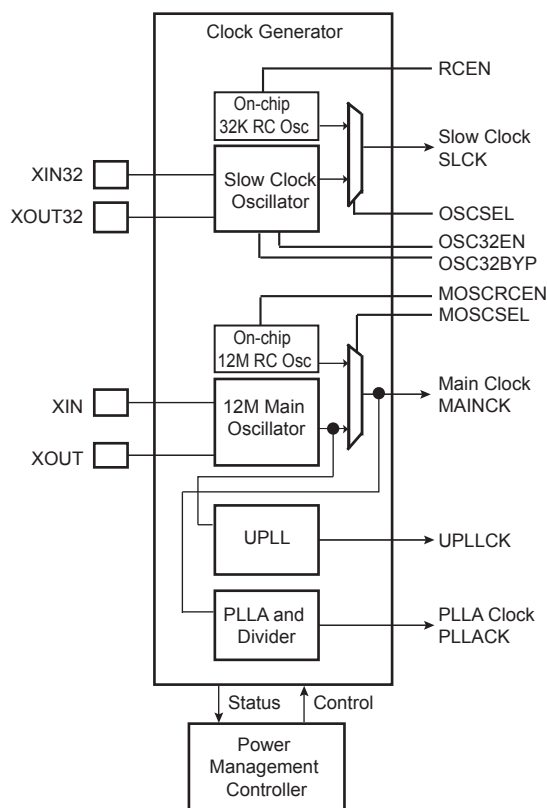 Clock Generator
RCEN
On-chip
32K RC Osc
Slow Clock
SLCK
XIN32
Slow Clock
Oscillator
XOUT32
OSCSEL
OSC32EN
OSC32BYP
MOSCRCEN
MOSCSEL
On-chip
12M RC Osc
XIN
12M Main
Oscillator
Main Clock
MAINCK
XOUT
UPLL
UPLLCK
PLLA and
Divider
PLLA Clock
PLLACK
Status
Control
Power
Management
Controller